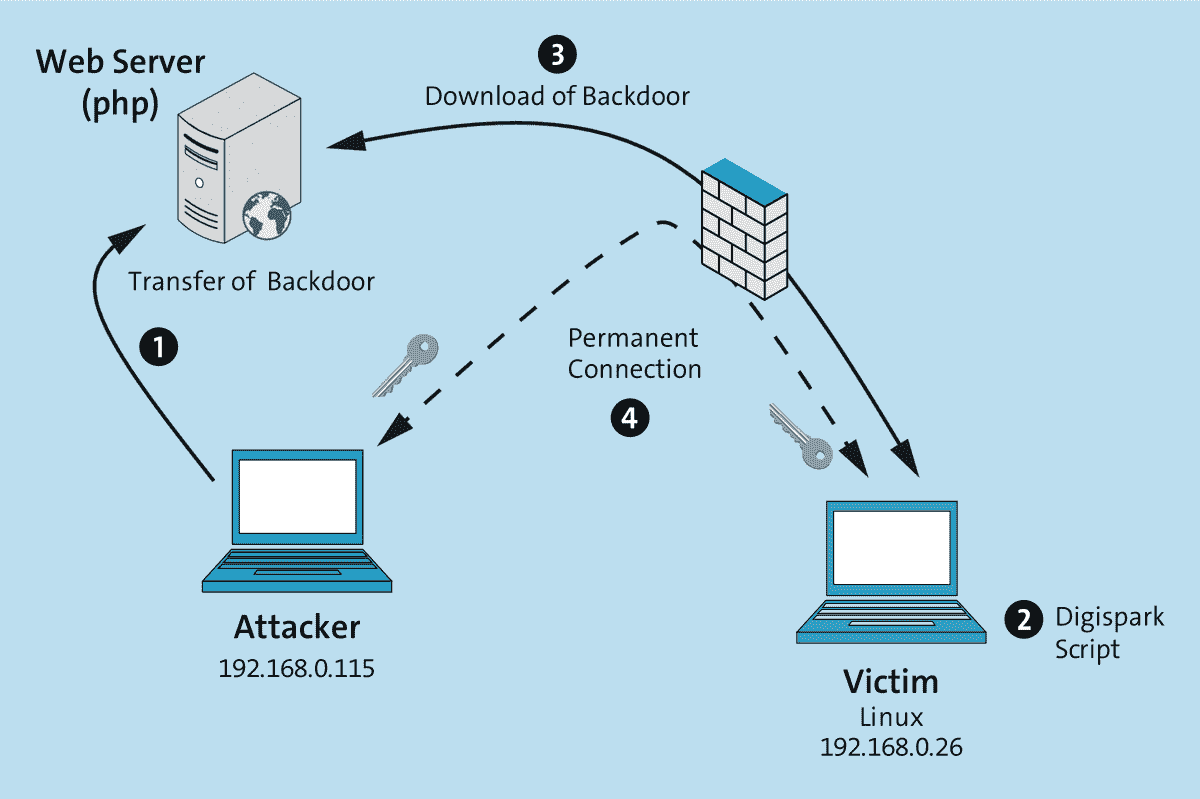 Web Server
(php)
3
Download of Backdoor
Transfer of Backdoor
1
Permanent
Connection
4
Attacker
192.168.0.115
2
Digispark
Script
Victim
Linux
192.168.0.26